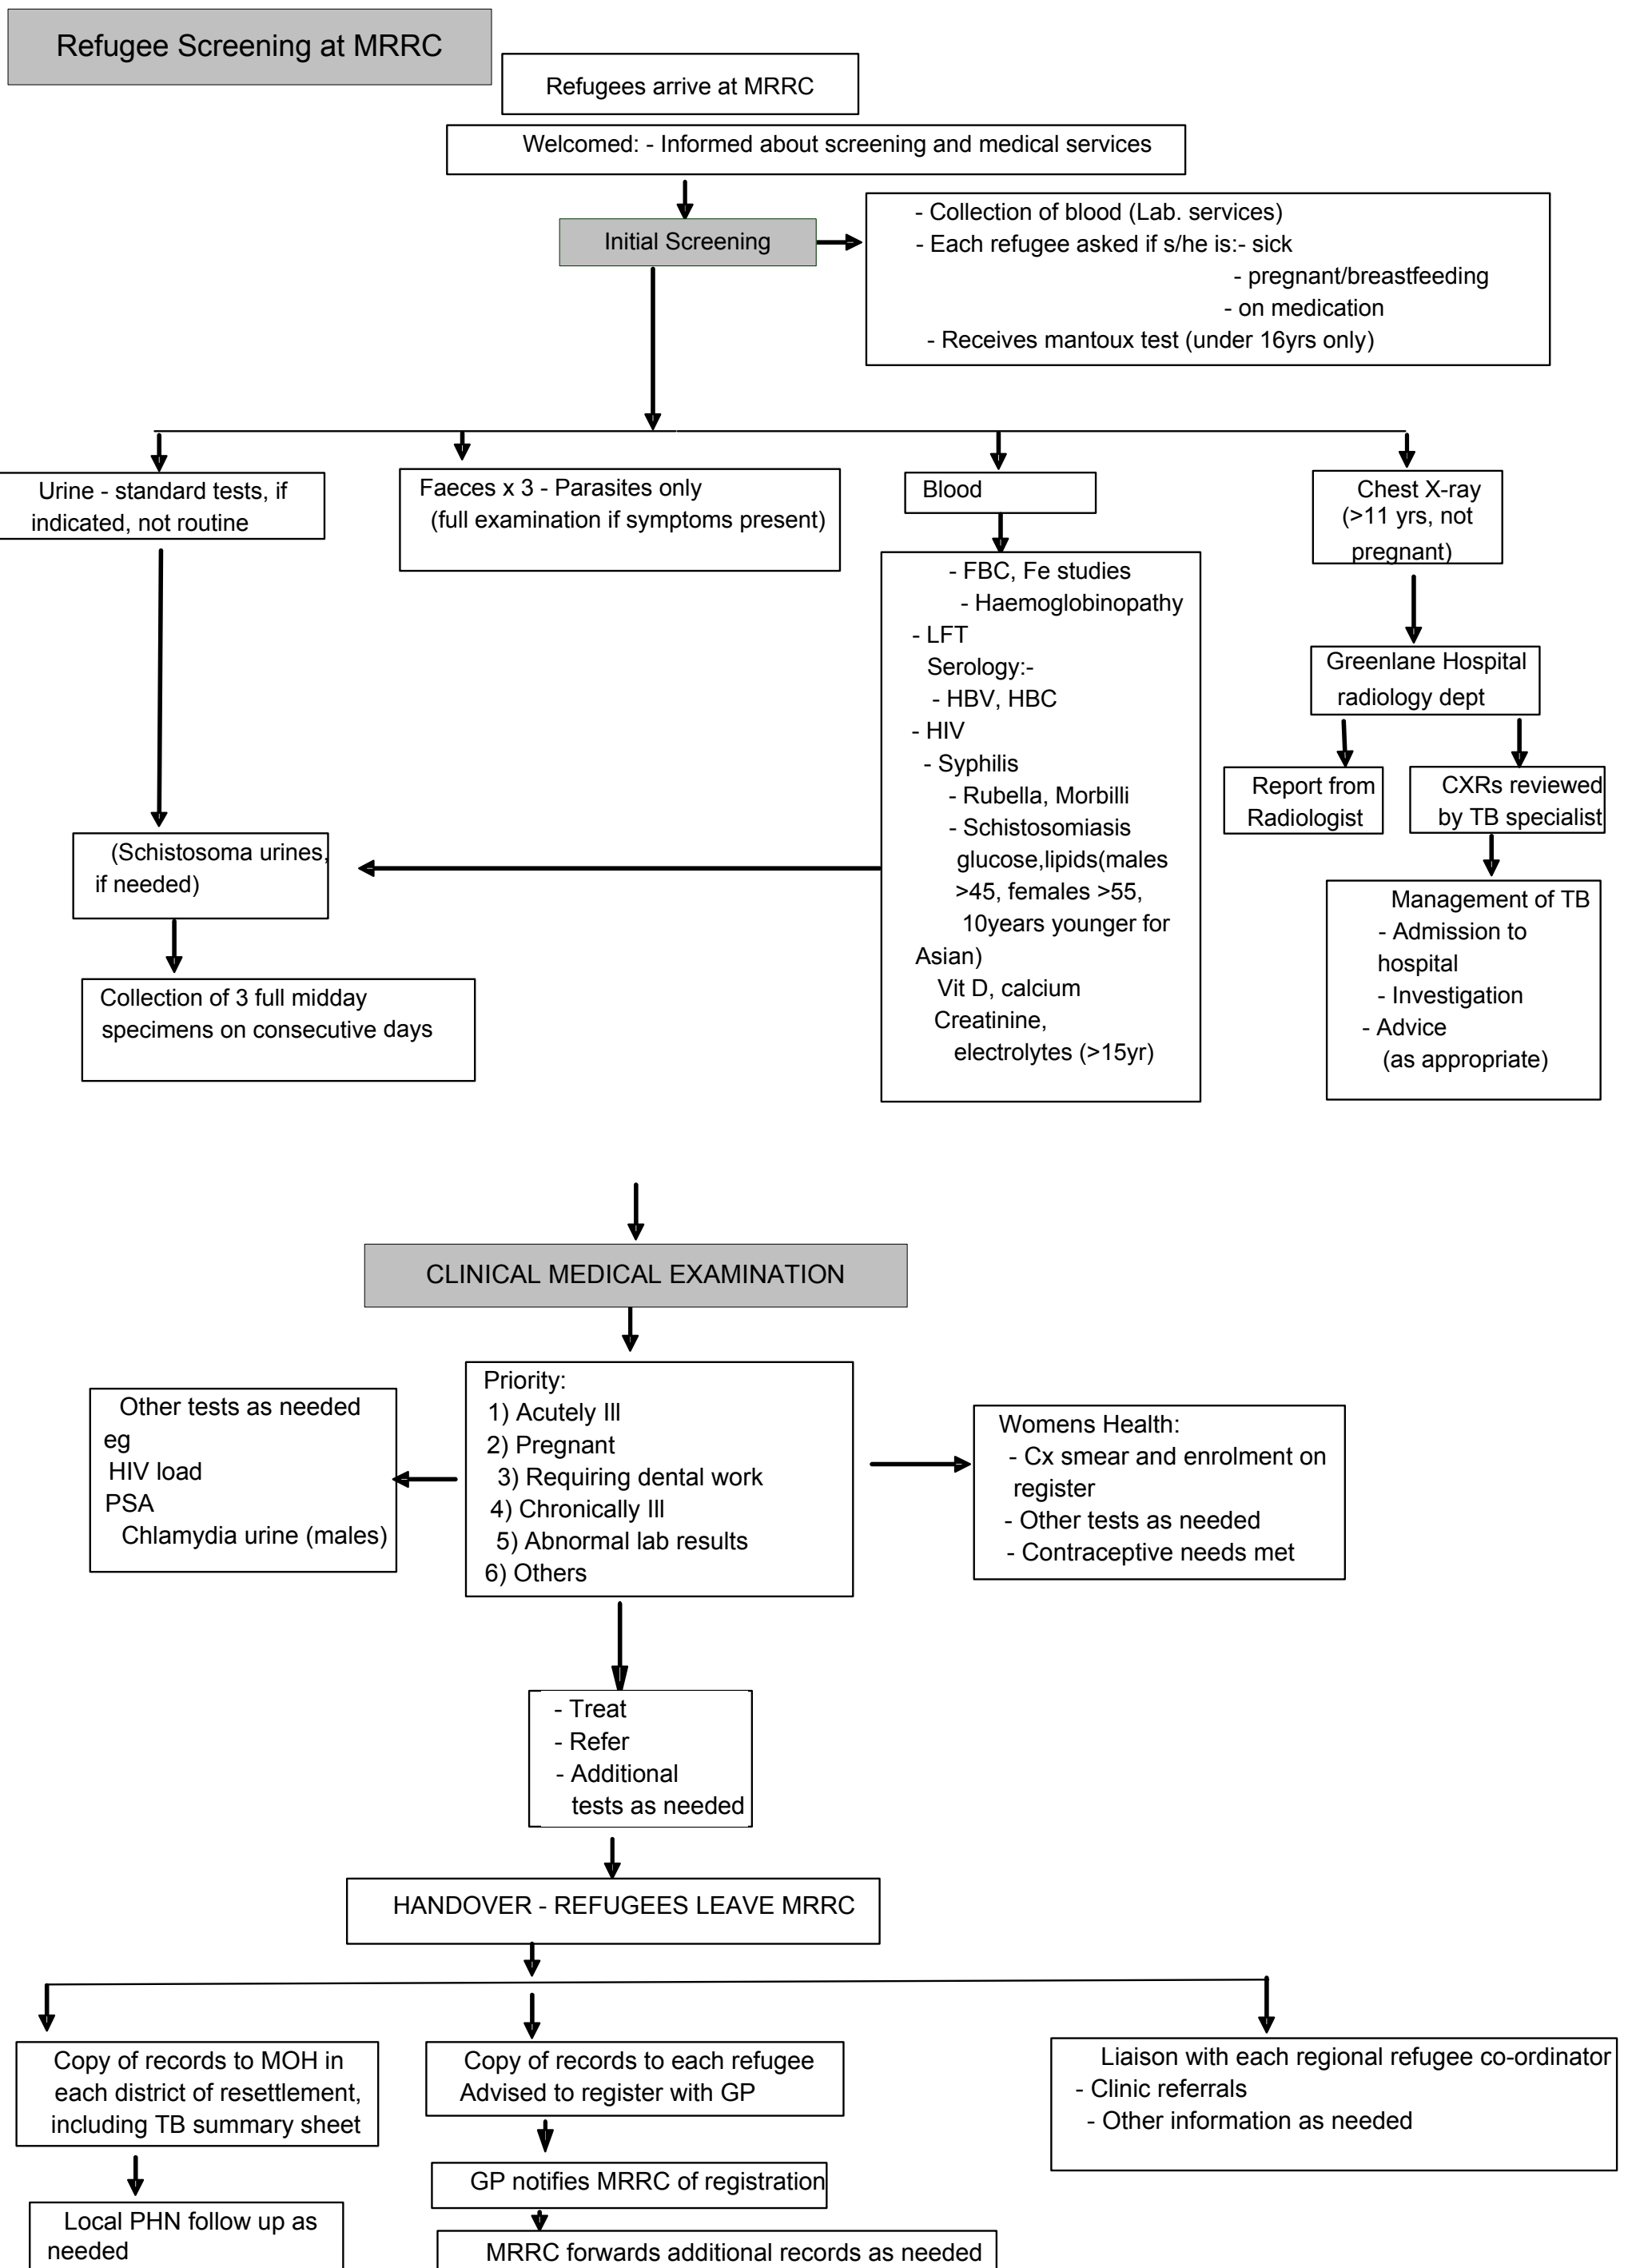 Refugee Screening at MRRC
Refugees arrive at MRRC
Welcomed: - Informed about screening and medical services
Initial Screening
- Collection of blood (Lab. services)
- Each refugee asked if s/he is:- sick
- pregnant/breastfeeding
- on medication
- Receives mantoux test (under 16yrs only)
Urine - standard tests, if
indicated, not routine
Faeces x 3 - Parasites only
(full examination if symptoms present)
Blood
Chest X-ray
(>11 yrs, not
pregnant)
- FBC, Fe studies
- Haemoglobinopathy
- LFT
Serology:-
- HBV, HBC
- HIV
- Syphilis
- Rubella, Morbilli
- Schistosomiasis
glucose,lipids(males
>45, females >55,
10years younger for
Asian)
Vit D, calcium
Creatinine,
electrolytes (>15yr)
Greenlane Hospital
radiology dept
Report from
Radiologist
CXRs reviewed
by TB specialist
Management of TB
- Admission to
hospital
- Investigation
- Advice
(as appropriate)
(Schistosoma urines,
if needed)
Collection of 3 full midday
specimens on consecutive days
CLINICAL MEDICAL EXAMINATION
Other tests as needed
eg
HIV load
PSA
Chlamydia urine (males)
Priority:
1) Acutely Ill
2) Pregnant
3) Requiring dental work
4) Chronically Ill
5) Abnormal lab results
6) Others
Womens Health:
- Cx smear and enrolment on
register
- Other tests as needed
- Contraceptive needs met
- Treat
- Refer
- Additional
tests as needed
HANDOVER - REFUGEES LEAVE MRRC
Copy of records to MOH in
each district of resettlement,
including TB summary sheet
Local PHN follow up as
needed
Copy of records to each refugee
Advised to register with GP
GP notifies MRRC of registration
MRRC forwards additional records as needed
Liaison with each regional refugee co-ordinator
- Clinic referrals
- Other information as needed